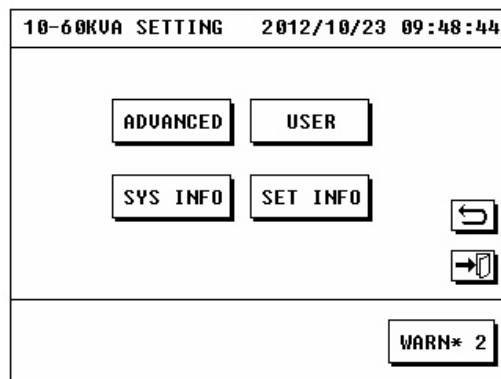 10-60KVA SETTING 2012/10/23 09:48:44
ADVANCED USER
SYS INFO SET INFO
WARN* 2